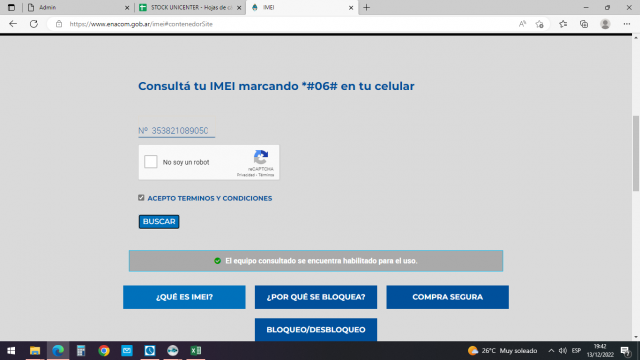 Admin
STOCK UNICENTER - Hojas de cá
IMEI
https://www.enacom.gob.ar/imei#contenedorSite
Consultá tu IMEI marcando *#06# en tu celular
Nº 353821089050
No soy un robot
reCAPTCHA
Privacidad - Términos
ACEPTO TERMINOS Y CONDICIONES
BUSCAR
El equipo consultado se encuentra habilitado para el uso.
¿QUÉ ES IMEI?
¿POR QUÉ SE BLOQUEA?
COMPRA SEGURA
BLOQUEO/DESBLOQUEO
26°C Muy soleado
ESP
19:42
13/12/2022